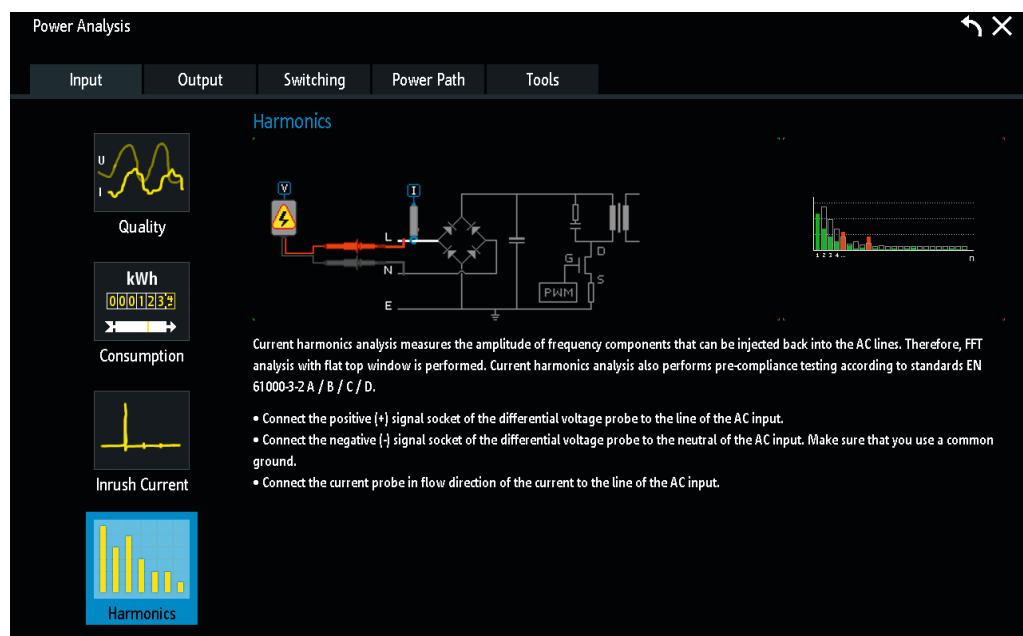 Power Analysis
Input
Output
Switching
Power Path
Tools
U
I
Quality
kWh
000123,4
Consumption
Inrush Current
Harmonics
Harmonics
V
I
L
N
E
PWM
G
D
S
1 2 3 4 ...
n
Current harmonics analysis measures the amplitude of frequency components that can be injected back into the AC lines. Therefore, FFT
analysis with flat top window is performed. Current harmonics analysis also performs pre-compliance testing according to standards EN
61000-3-2 A / B / C / D.
• Connect the positive (+) signal socket of the differential voltage probe to the line of the AC input.
• Connect the negative (-) signal socket of the differential voltage probe to the neutral of the AC input. Make sure that you use a common
ground.
• Connect the current probe in flow direction of the current to the line of the AC input.